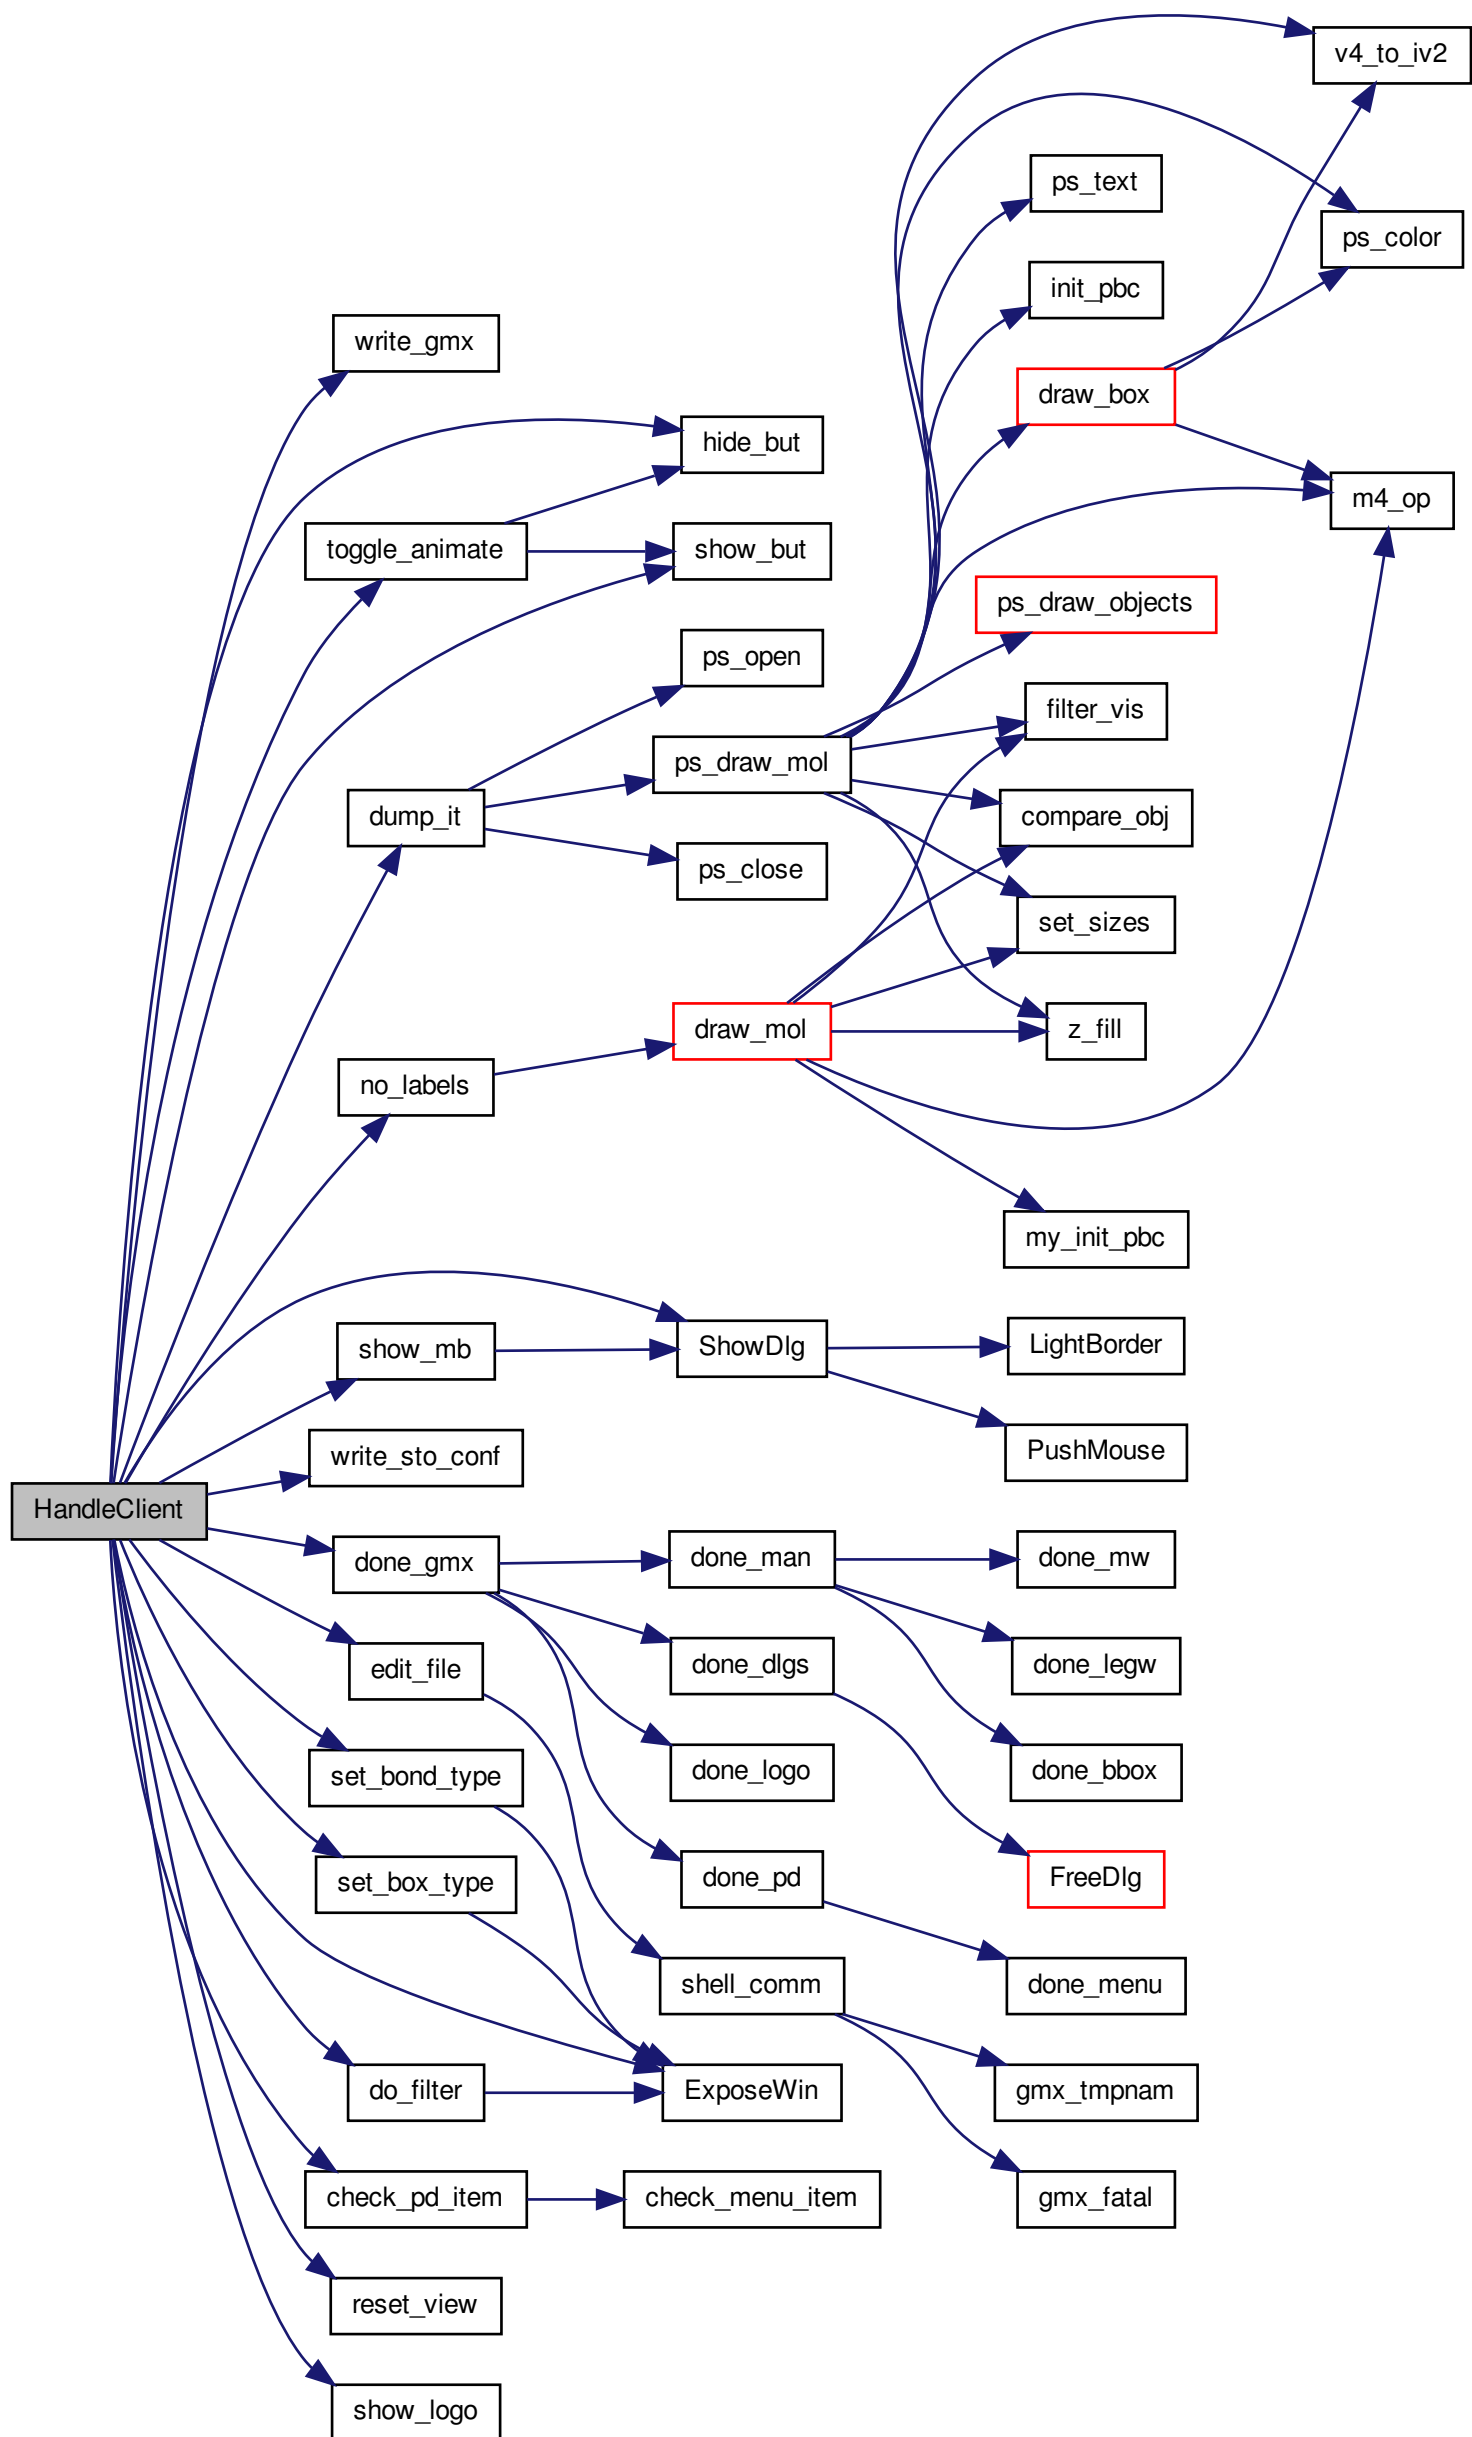 v4_to_iv2
ps_text
ps_color
init_pbc
write_gmx
draw_box
hide_but
m4_op
toggle_animate
show_but
ps_draw_objects
ps_open
filter_vis
ps_draw_mol
dump_it
compare_obj
ps_close
set_sizes
draw_mol
z_fill
no_labels
my_init_pbc
show_mb
ShowDlg
LightBorder
write_sto_conf
PushMouse
HandleClient
done_gmx
done_man
done_mw
edit_file
done_dlgs
done_legw
set_bond_type
done_logo
done_bbox
set_box_type
done_pd
FreeDlg
shell_comm
done_menu
do_filter
ExposeWin
gmx_tmpnam
check_pd_item
check_menu_item
gmx_fatal
reset_view
show_logo